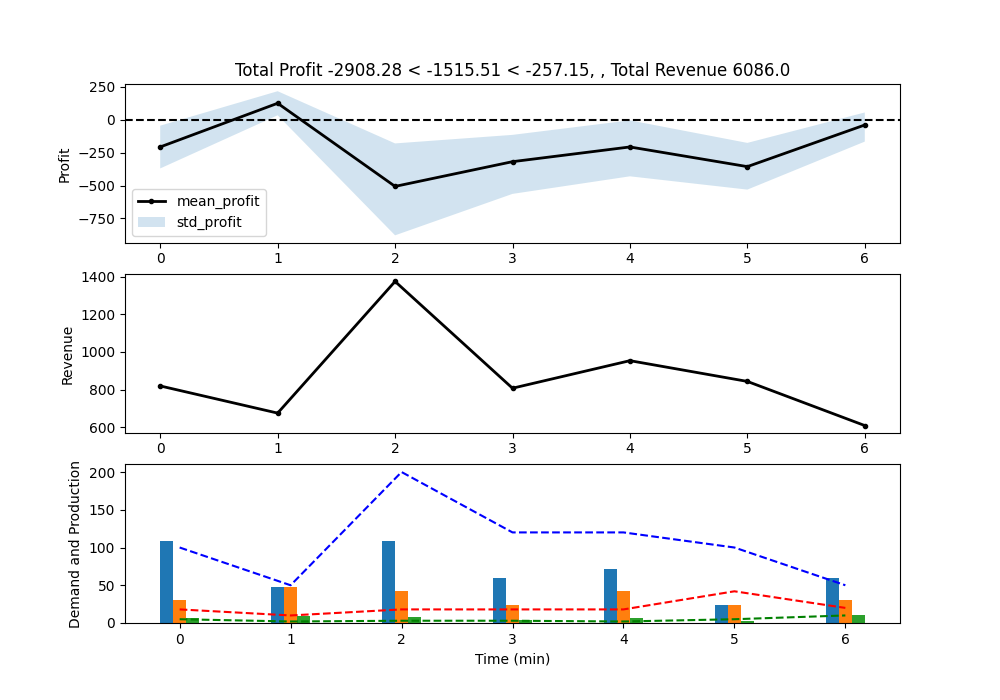 Total Profit -2908.28 < -1515.51 < -257.15, , Total Revenue 6086.0
250
0
−250
−500
−750
Profit
mean_profit
std_profit
0 1 2 3 4 5 6
1400
1200
1000
800
600
Revenue
0 1 2 3 4 5 6
200
150
100
50
0
Demand and Production
0 1 2 3 4 5 6
Time (min)